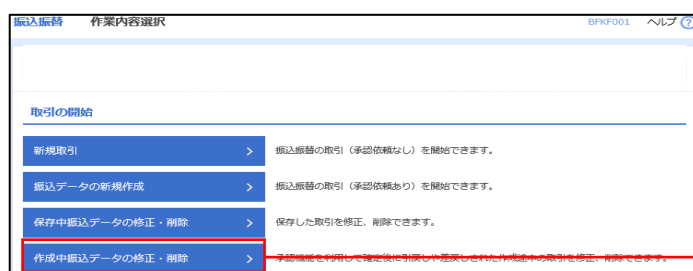 振込振替 作業内容選択 BFKF001 ヘルプ ?
取引の開始
新規取引 > 振込振替の取引（承認依頼なし）を開始できます。
振込データの新規作成 > 振込振替の取引（承認依頼あり）を開始できます。
保存中振込データの修正・削除 > 保存した取引を修正、削除できます。
作成中振込データの修正・削除 > 承認機能を利用して確定後に引戻しや差戻しされた作成途中の取引を修正、削除できます。